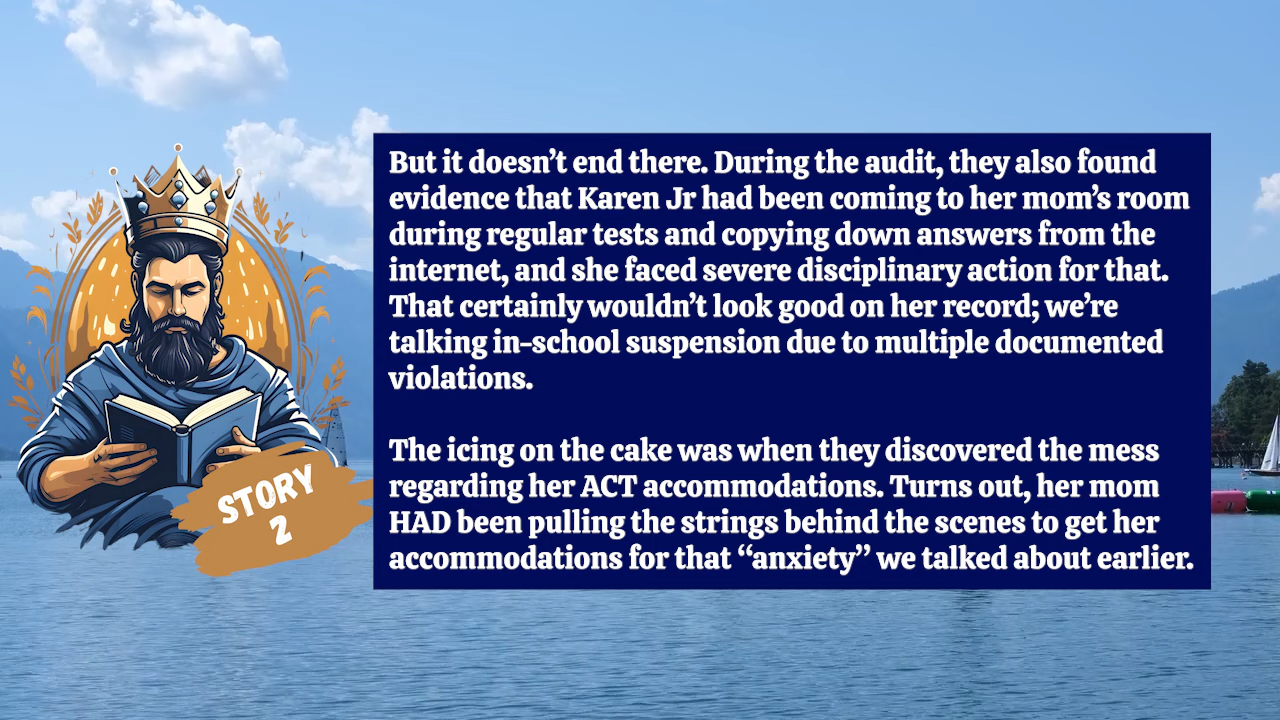 But it doesn’t end there. During the audit, they also found
evidence that Karen Jr had been coming to her mom’s room
during regular tests and copying down answers from the
internet, and she faced severe disciplinary action for that.
That certainly wouldn’t look good on her record; we’re
talking in-school suspension due to multiple documented
violations.
The icing on the cake was when they discovered the mess
regarding her ACT accommodations. Turns out, her mom
HAD been pulling the strings behind the scenes to get her
accommodations for that “anxiety” we talked about earlier.
STORY
2